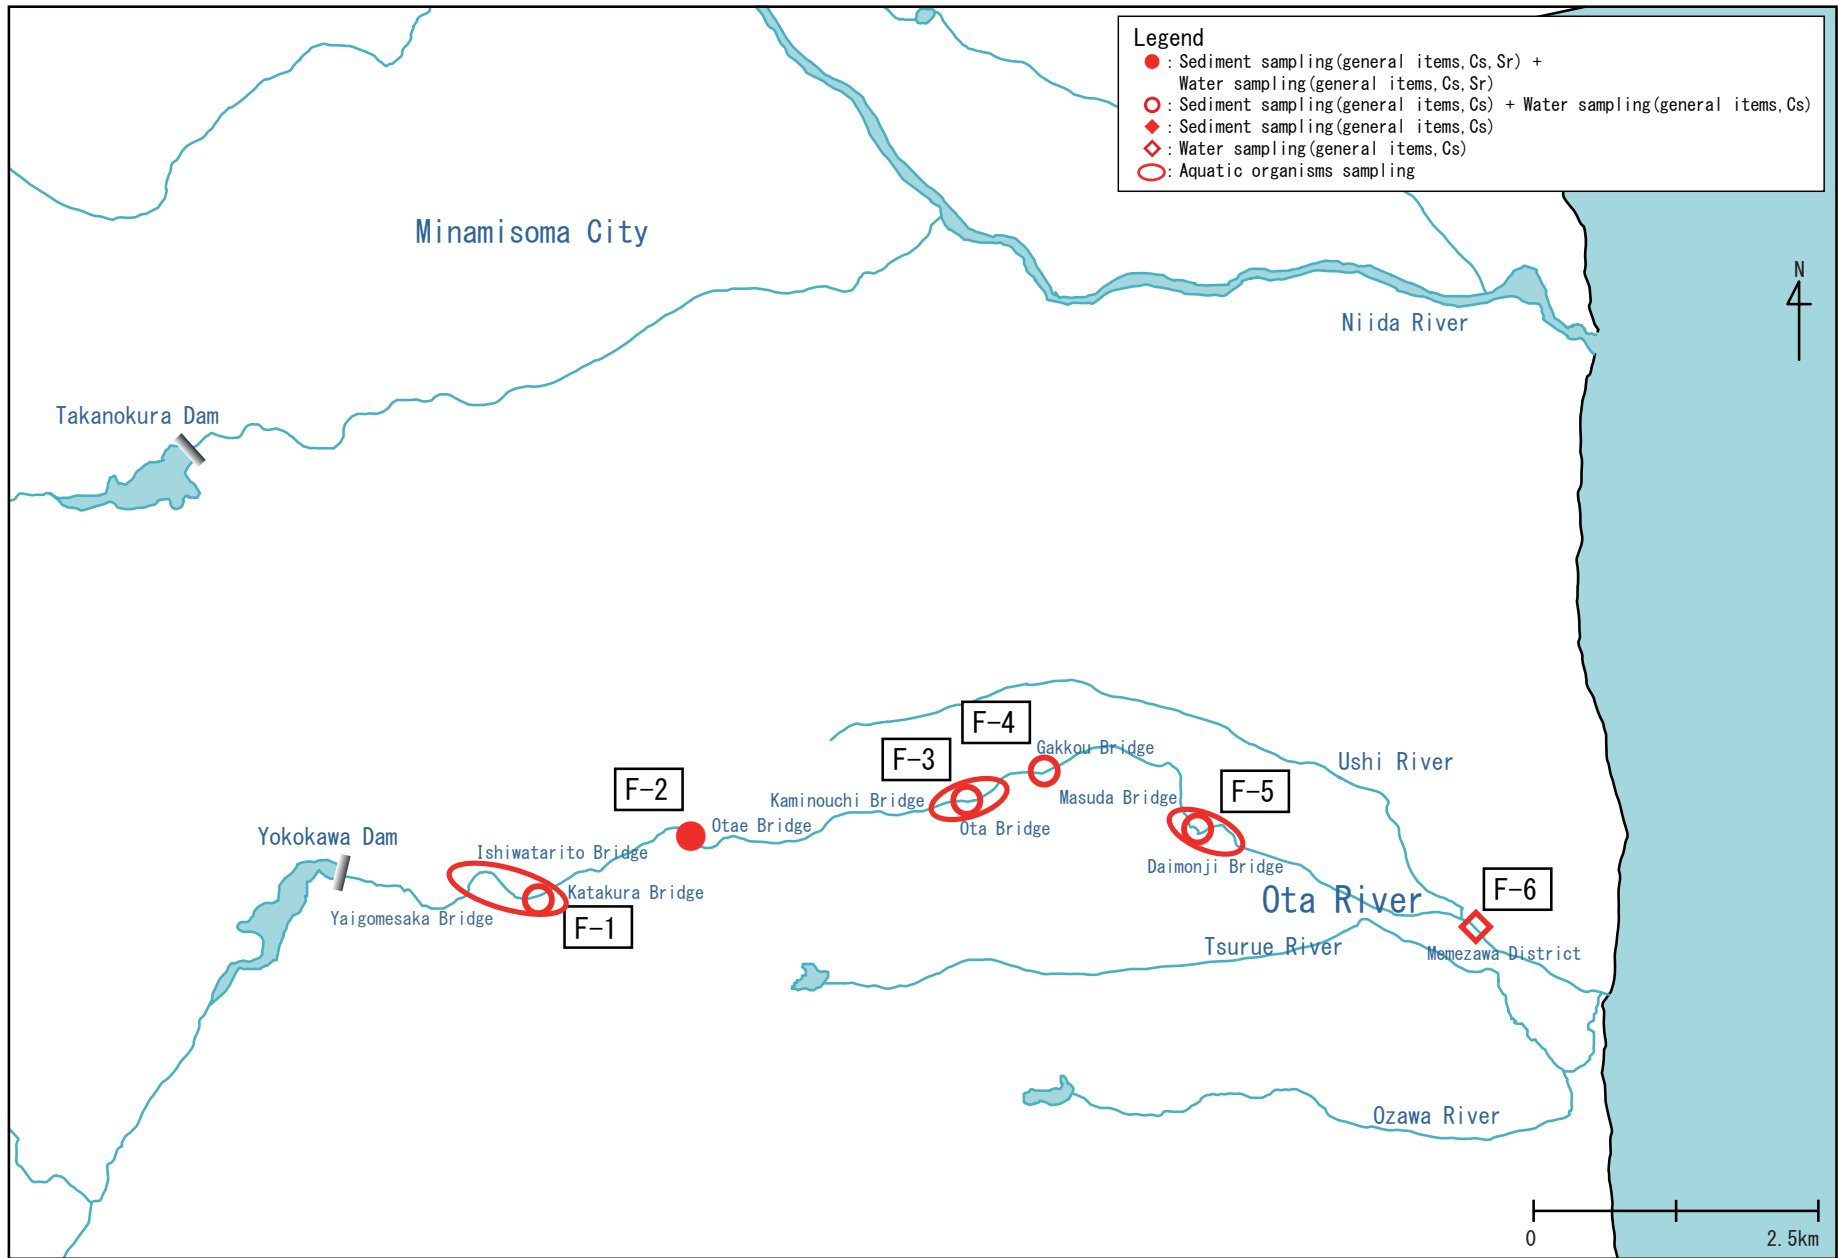 Legend
: Sediment sampling(general items,Cs,Sr) +
Water sampling(general items,Cs,Sr)
: Sediment sampling(general items,Cs) + Water sampling(general items,Cs)
: Sediment sampling(general items,Cs)
: Water sampling(general items,Cs)
: Aquatic organisms sampling
Minamisoma City
N
Niida River
Takanokura Dam
F-4
Gakkou Bridge
F-3
Ushi River
F-2
Kaminouchi Bridge
Masuda Bridge
F-5
Otae Bridge
Ota Bridge
Yokokawa Dam
Ishiwatarito Bridge
Daimonji Bridge
Katakura Bridge
Ota River
F-6
Yaigomesaka Bridge
F-1
Tsurue River
Memezawa District
Ozawa River
0
2.5km